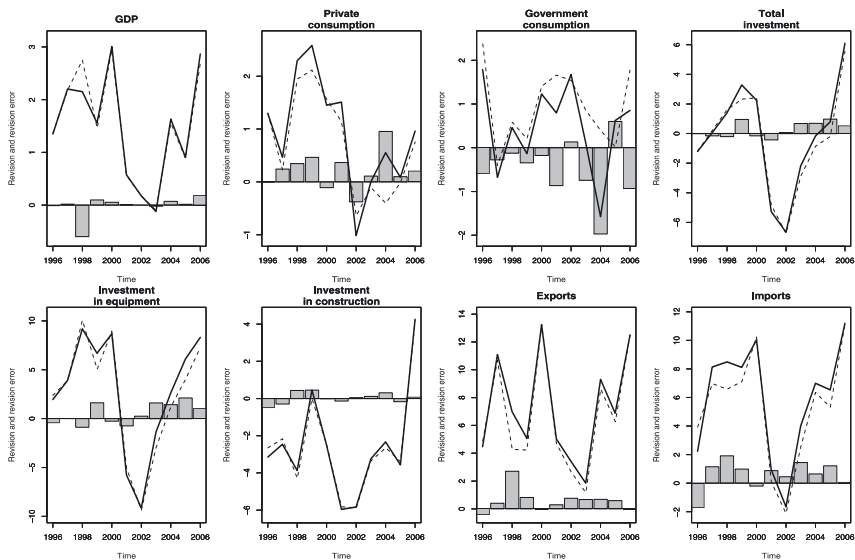 GDP
Revision and revision error
3
2
1
0
1996 1998 2000 2002 2004 2006
Time
Private
consumption
Revision and revision error
2
1
0
−1
1996 1998 2000 2002 2004 2006
Time
Government
consumption
Revision and revision error
2
1
0
−1
−2
1996 1998 2000 2002 2004 2006
Time
Total
investment
Revision and revision error
6
4
2
0
−2
−4
−6
1996 1998 2000 2002 2004 2006
Time
Investment
in equipment
Revision and revision error
10
5
0
−5
−10
1996 1998 2000 2002 2004 2006
Time
Investment
in construction
Revision and revision error
4
2
0
−2
−4
−6
1996 1998 2000 2002 2004 2006
Time
Exports
Revision and revision error
14
12
10
8
6
4
2
0
1996 1998 2000 2002 2004 2006
Time
Imports
Revision and revision error
12
10
8
6
4
2
0
−2
1996 1998 2000 2002 2004 2006
Time